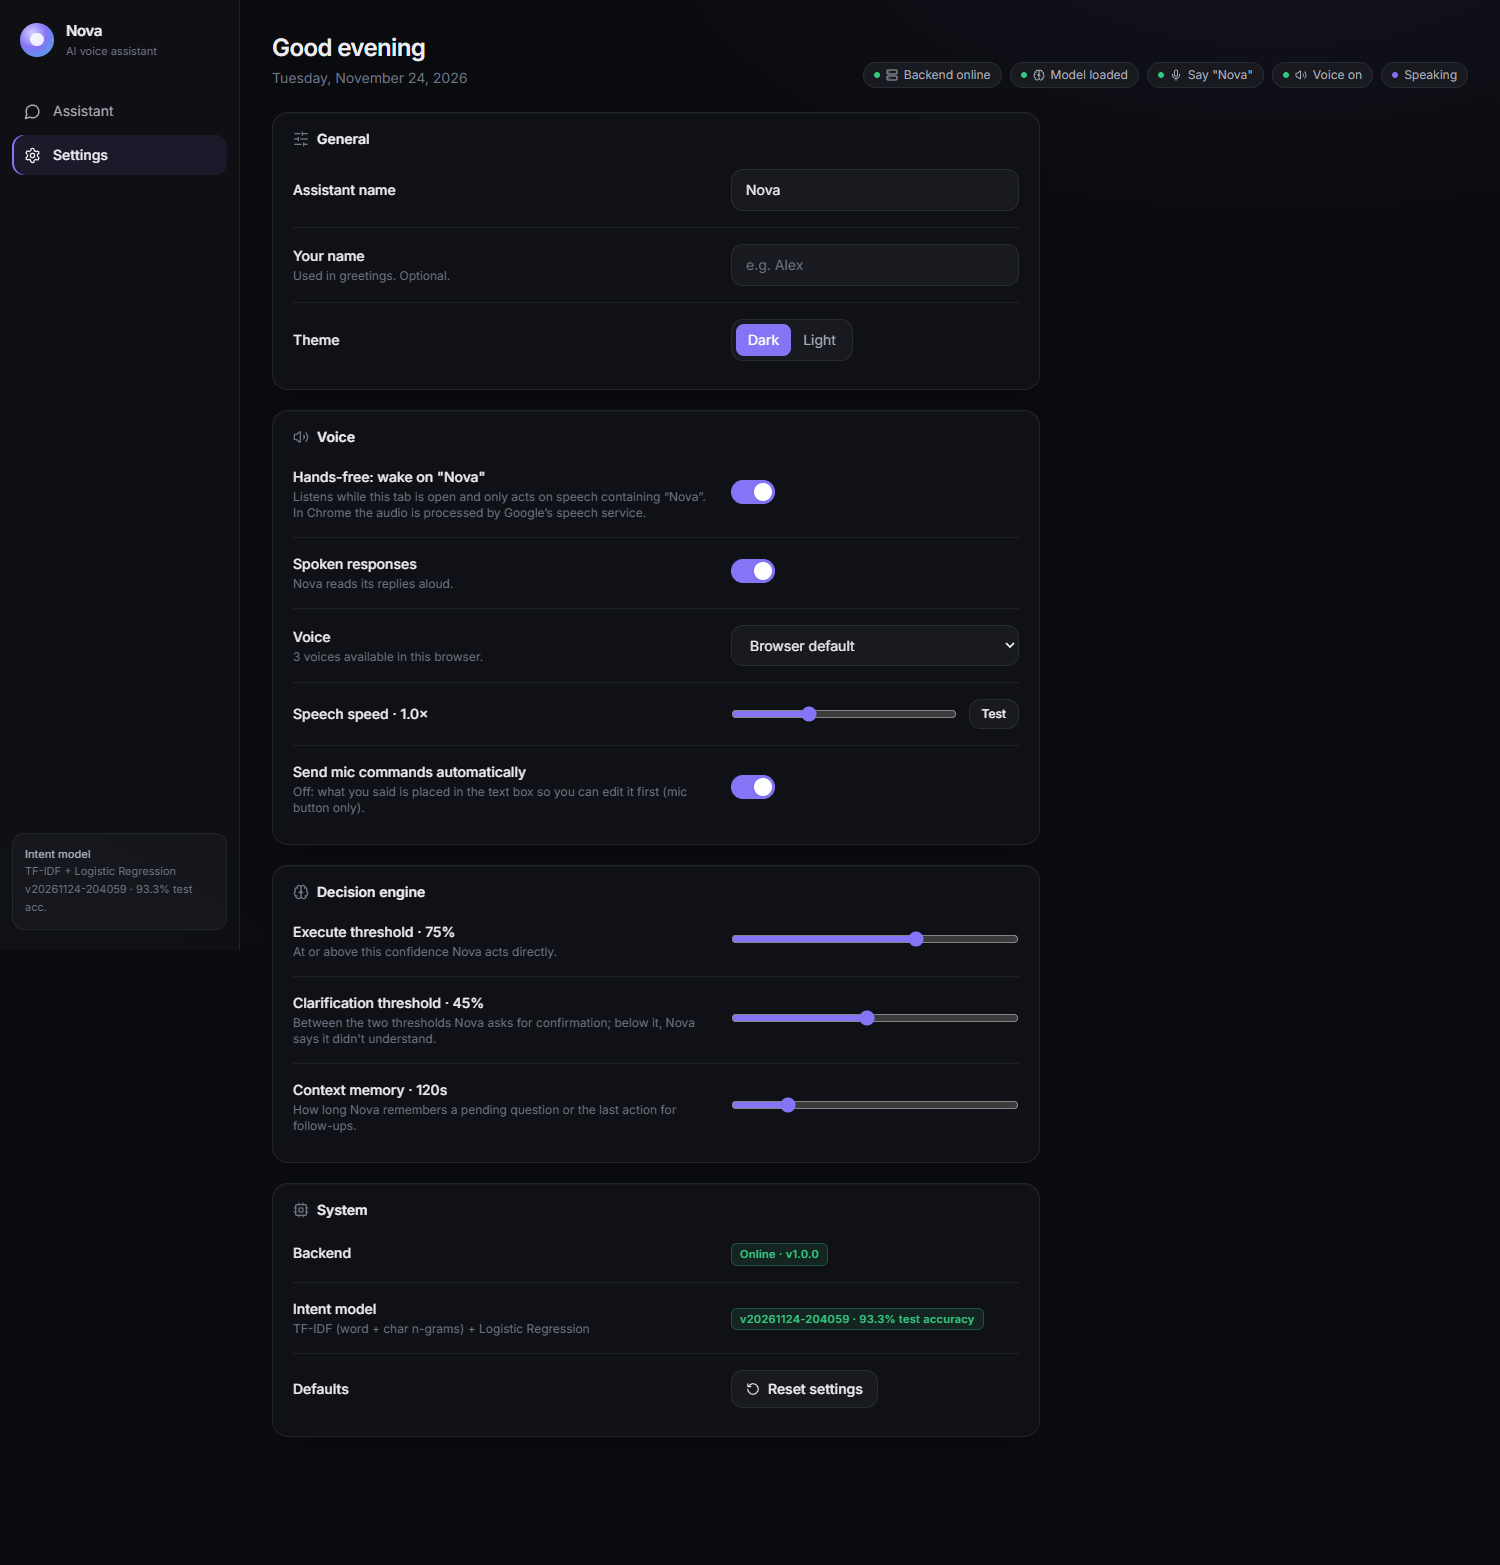 Nova
AI voice assistant
Assistant
Settings
Intent model
TF-IDF + Logistic Regression
v20261124-204059 · 93.3% test
acc.
Good evening
Tuesday, November 24, 2026
Backend online
Model loaded
Say "Nova"
Voice on
Speaking
General
Assistant name
Nova
Your name
Used in greetings. Optional.
e.g. Alex
Theme
Dark
Light
Voice
Hands-free: wake on "Nova"
Listens while this tab is open and only acts on speech containing “Nova”.
In Chrome the audio is processed by Google’s speech service.
Spoken responses
Nova reads its replies aloud.
Voice
3 voices available in this browser.
Browser default
Speech speed · 1.0×
Test
Send mic commands automatically
Off: what you said is placed in the text box so you can edit it first (mic
button only).
Decision engine
Execute threshold · 75%
At or above this confidence Nova acts directly.
Clarification threshold · 45%
Between the two thresholds Nova asks for confirmation; below it, Nova
says it didn't understand.
Context memory · 120s
How long Nova remembers a pending question or the last action for
follow-ups.
System
Backend
Online · v1.0.0
Intent model
TF-IDF (word + char n-grams) + Logistic Regression
v20261124-204059 · 93.3% test accuracy
Defaults
Reset settings